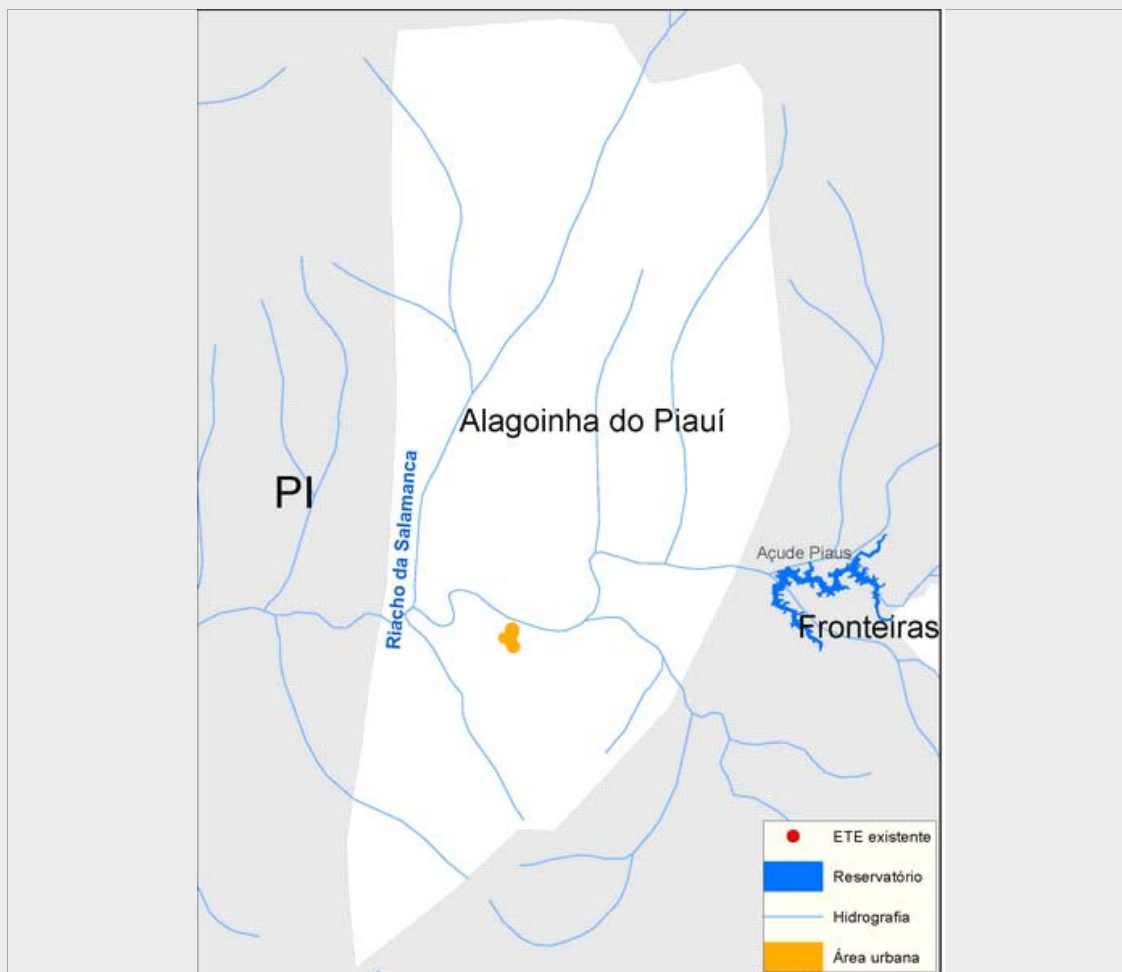 Alagoinha do Piauí
PI
Riacho da Salamanca
Açude Piaus
Fronteiras
ETE existente
Reservatório
Hidrografia
Área urbana